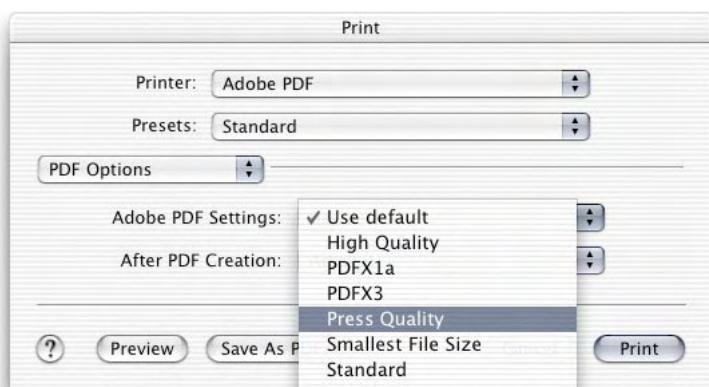 Print
Printer: Adobe PDF
Presets: Standard
PDF Options
Adobe PDF Settings: ✓ Use default
High Quality
After PDF Creation:
PDFX1a
PDFX3
Press Quality
? Preview Save As P
Smallest File Size
Print
Standard